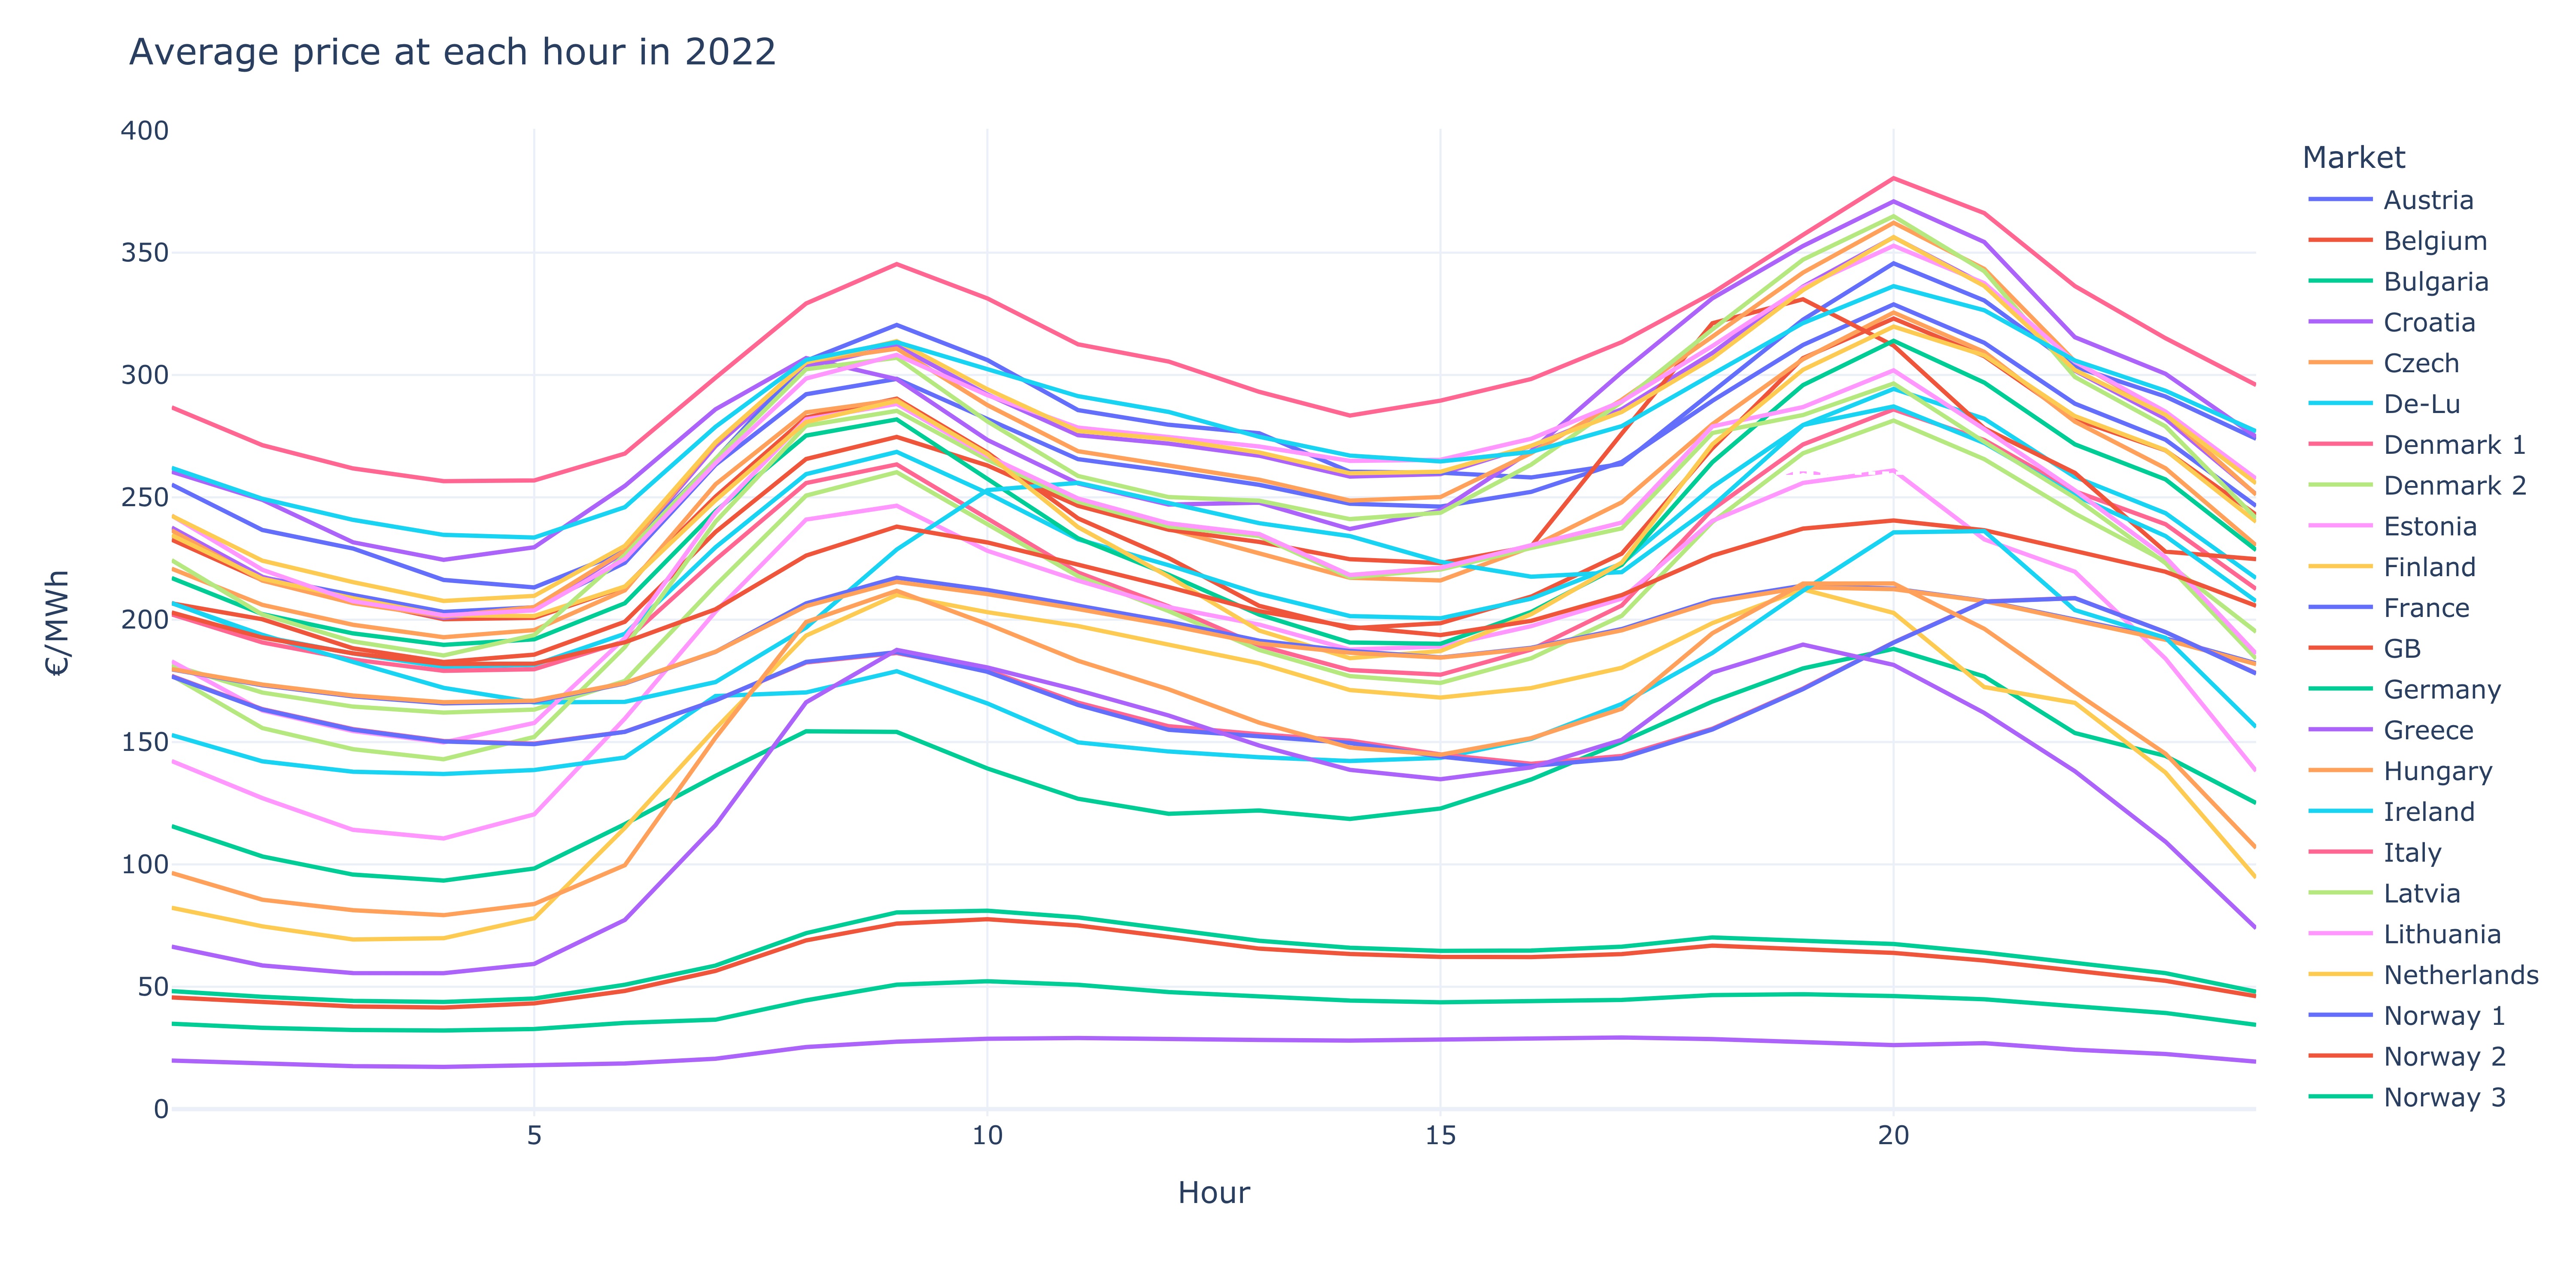 Average price at each hour in 2022
400
350
300
250
200
150
100
50
0
5
10
15
20
€/MWh
Hour
Market
Austria
Belgium
Bulgaria
Croatia
Czech
De-Lu
Denmark 1
Denmark 2
Estonia
Finland
France
GB
Germany
Greece
Hungary
Ireland
Italy
Latvia
Lithuania
Netherlands
Norway 1
Norway 2
Norway 3